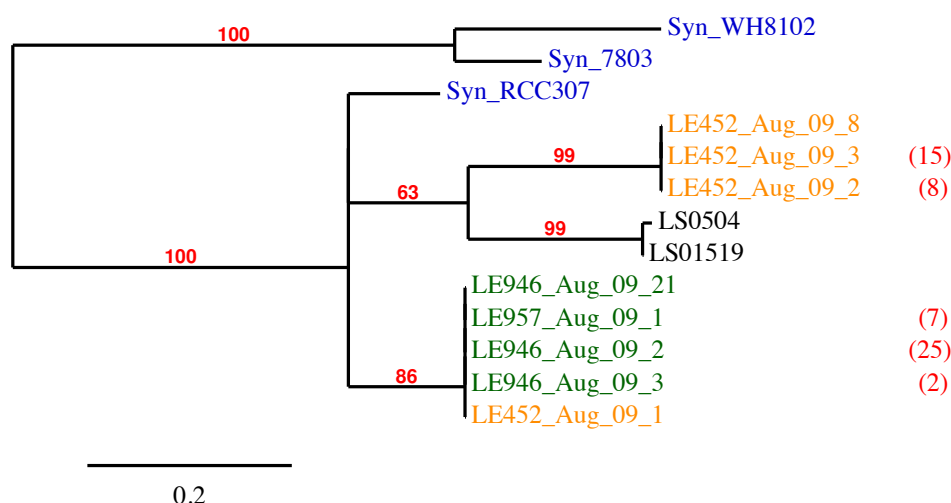 100
Syn_WH8102
Syn_7803
Syn_RCC307
LE452_Aug_09_8
99
LE452_Aug_09_3 (15)
LE452_Aug_09_2 (8)
63
LS0504
99
LS01519
100
LE946_Aug_09_21
LE957_Aug_09_1 (7)
LE946_Aug_09_2 (25)
86
LE946_Aug_09_3 (2)
LE452_Aug_09_1
0.2